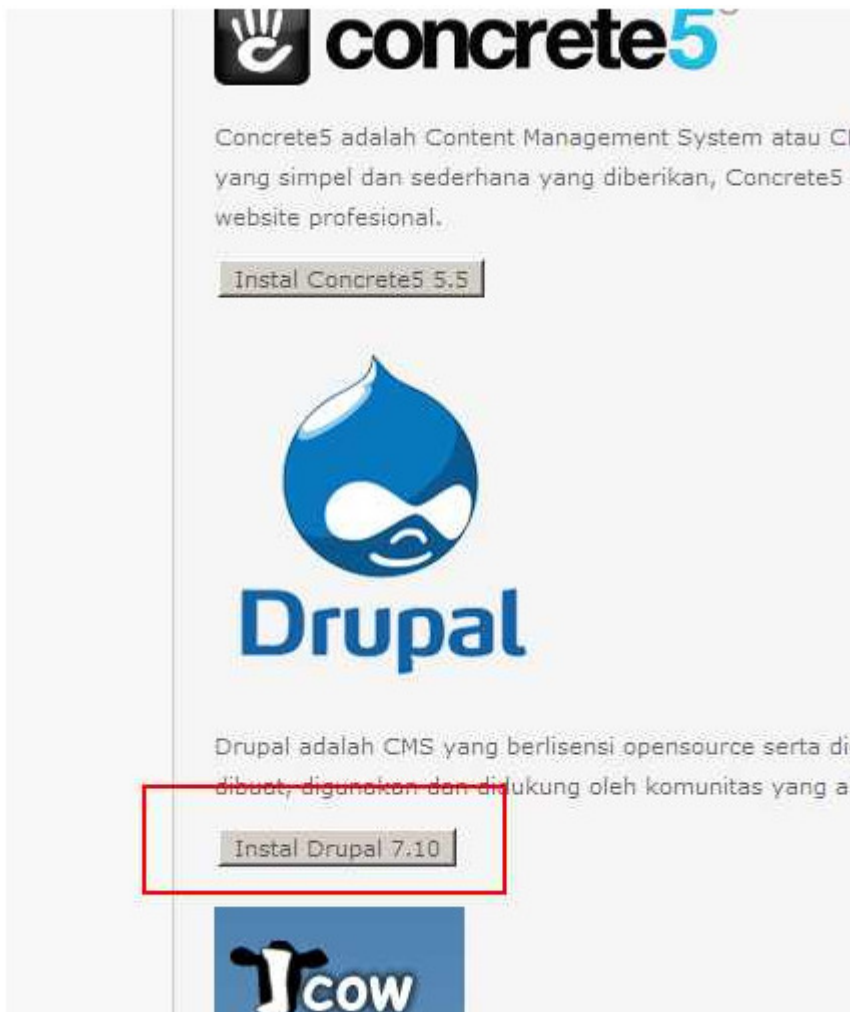 concrete5
Concrete5 adalah Content Management System atau
yang simpel dan sederhana yang diberikan, Concrete5
website profesional.
Instal Concrete5 5.5
Drupal
Drupal adalah CMS yang berlisensi opensource serta
dibuat, digunakan dan didukung oleh komunitas yang
Instal Drupal 7.10
Jcow